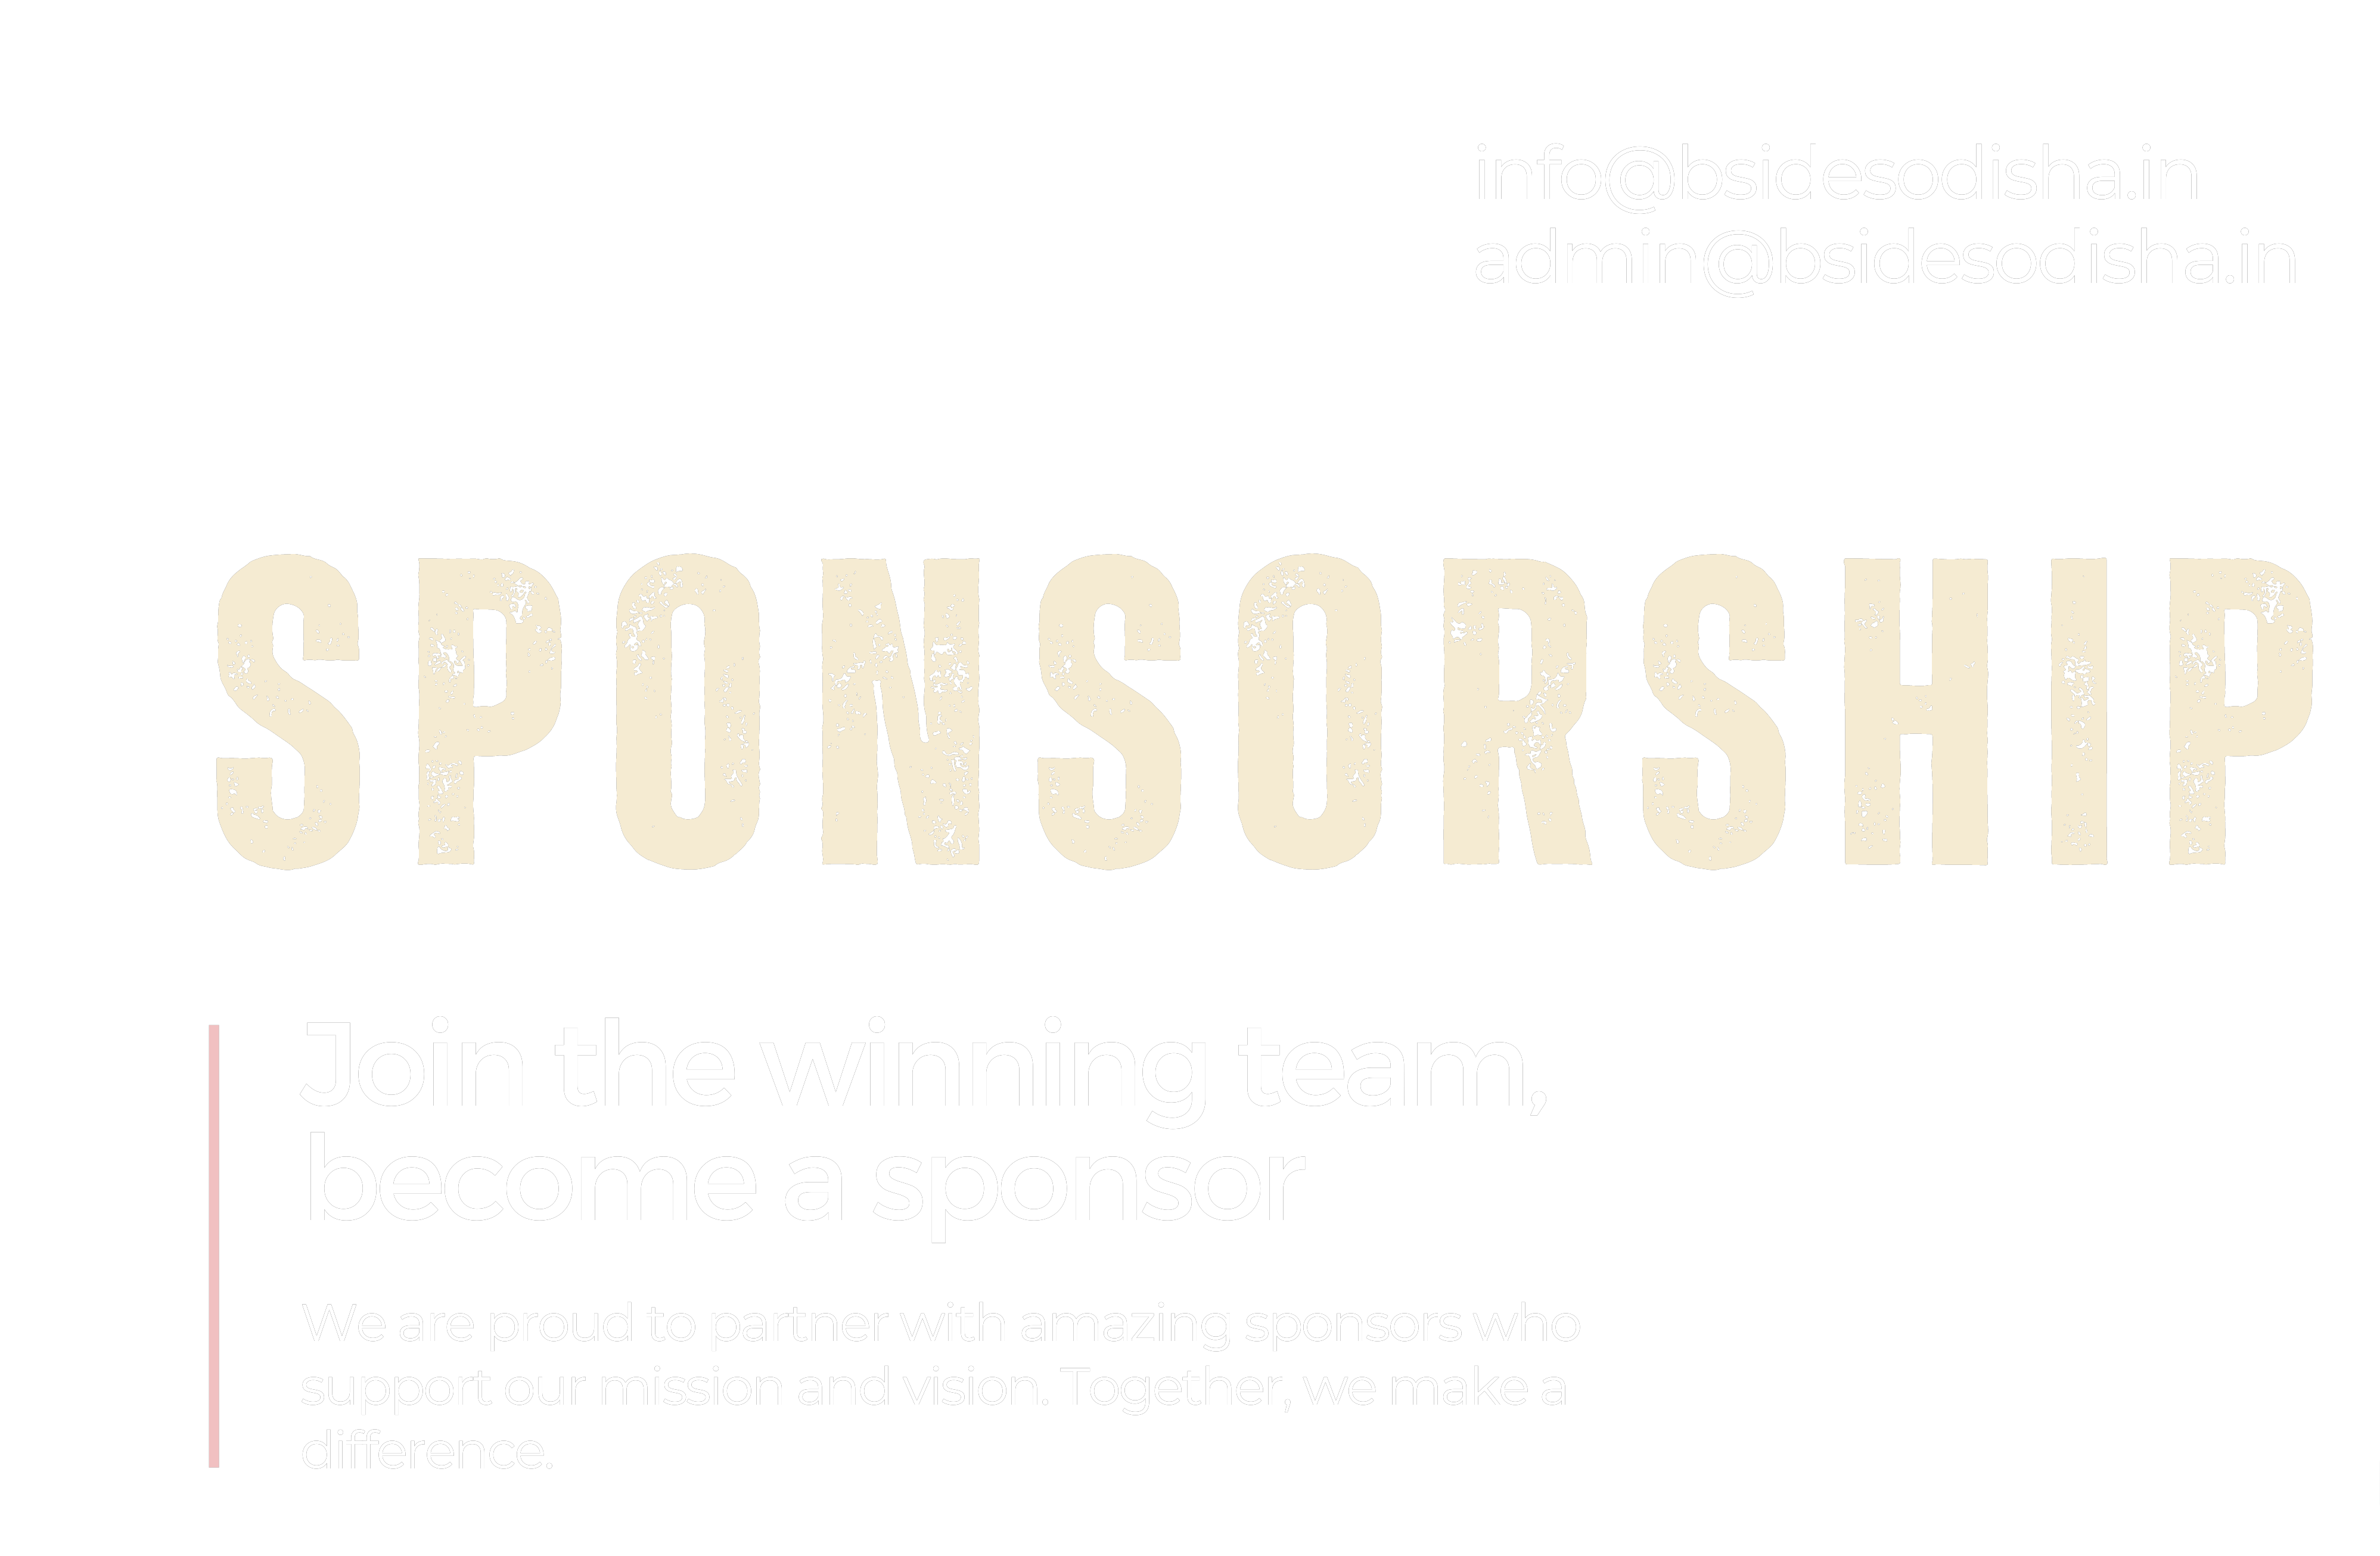 info@bsidesodisha.in
admin@bsidesodisha.in
SPONSORSHIP
Join the winning team,
become a sponsor
We are proud to partner with amazing sponsors who
support our mission and vision. Together, we make a
difference.